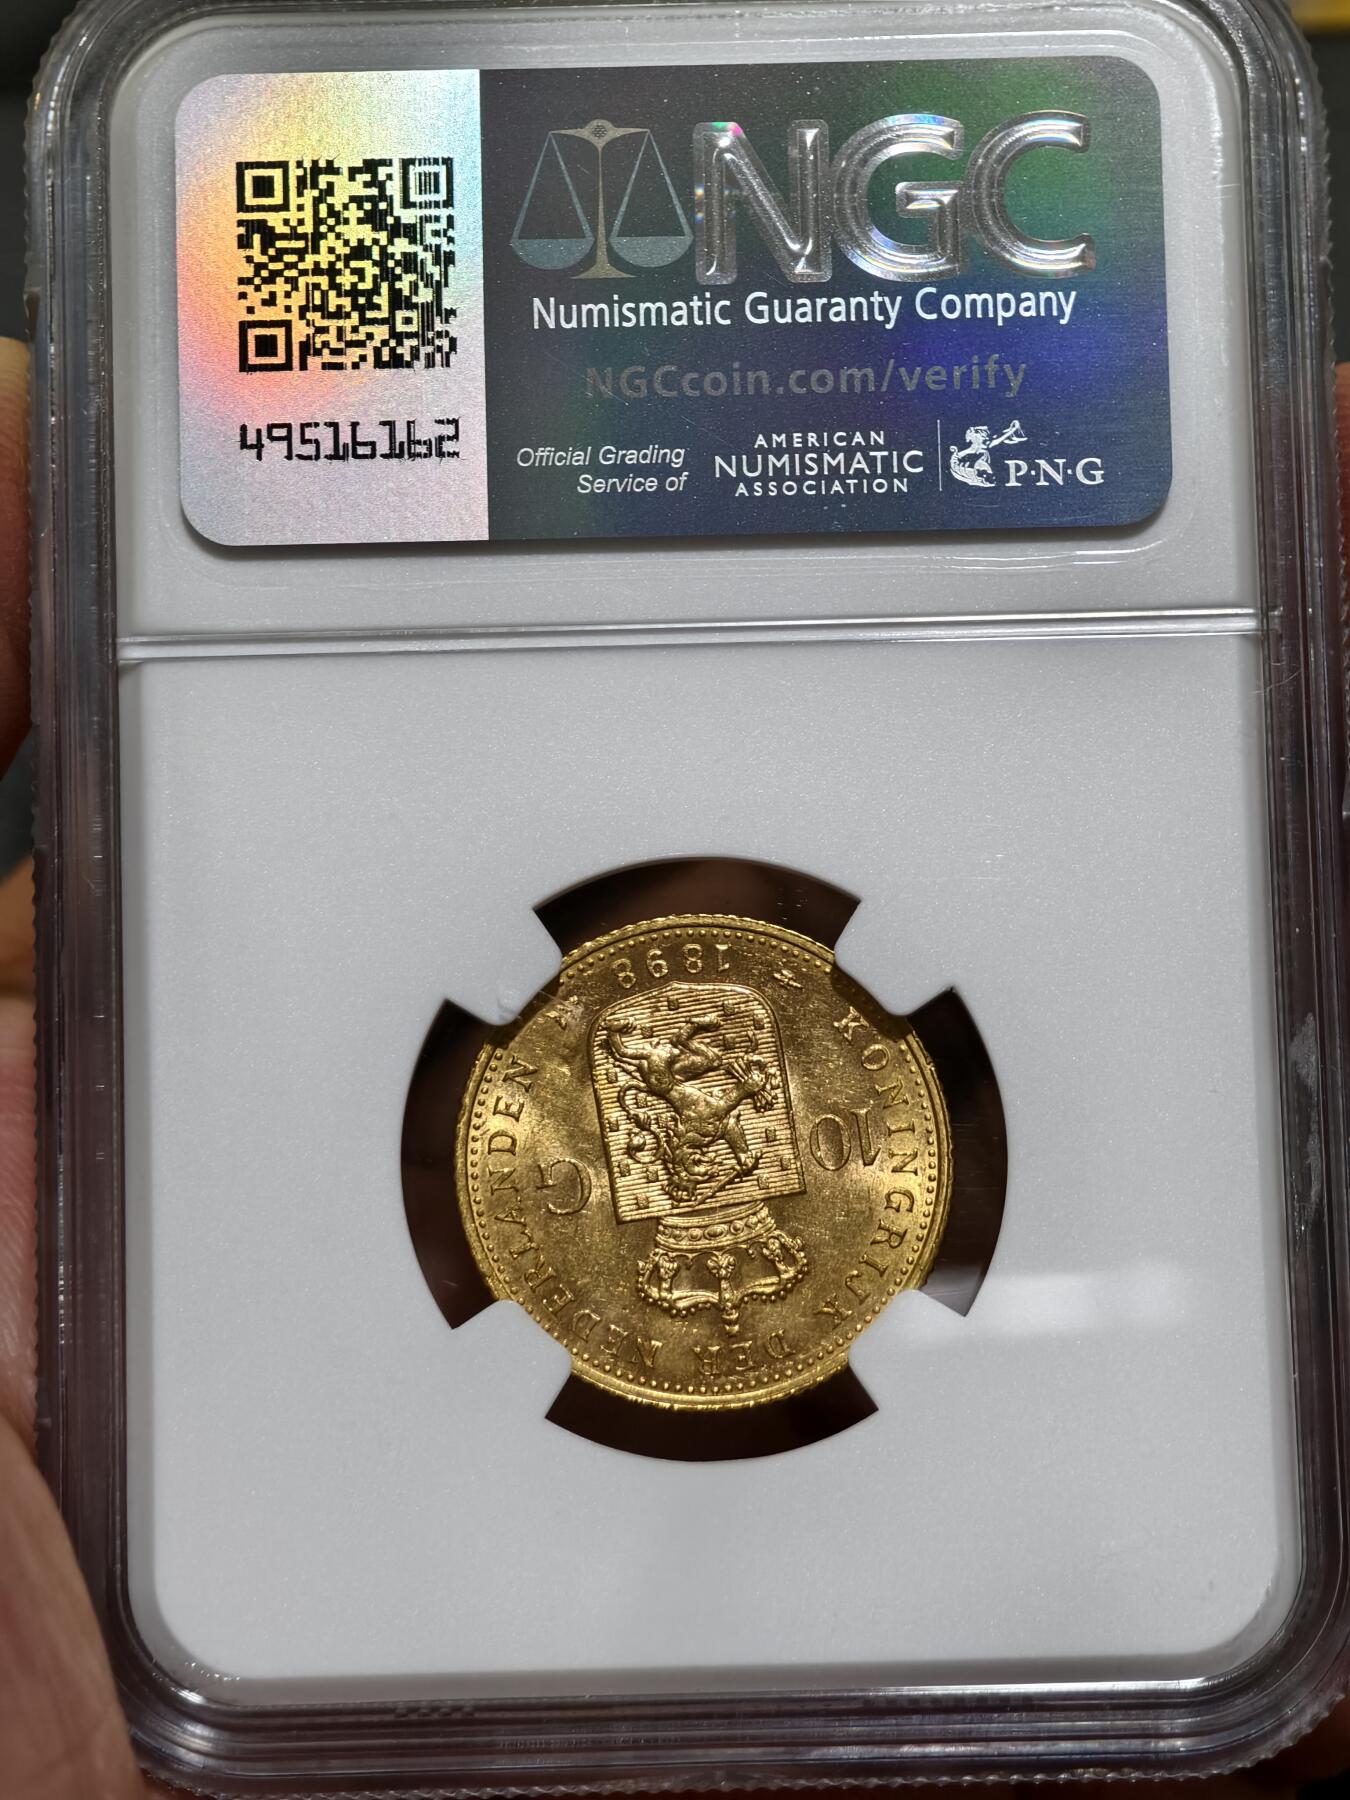 NGC
Numismatic Guaranty Company
NGCcoin.com/verify
49516162
Official Grading
Service of
AMERICAN
NUMISMATIC
ASSOCIATION
P·N·G
KONINGRIJK DER NEDERLANDEN
1898
10 G